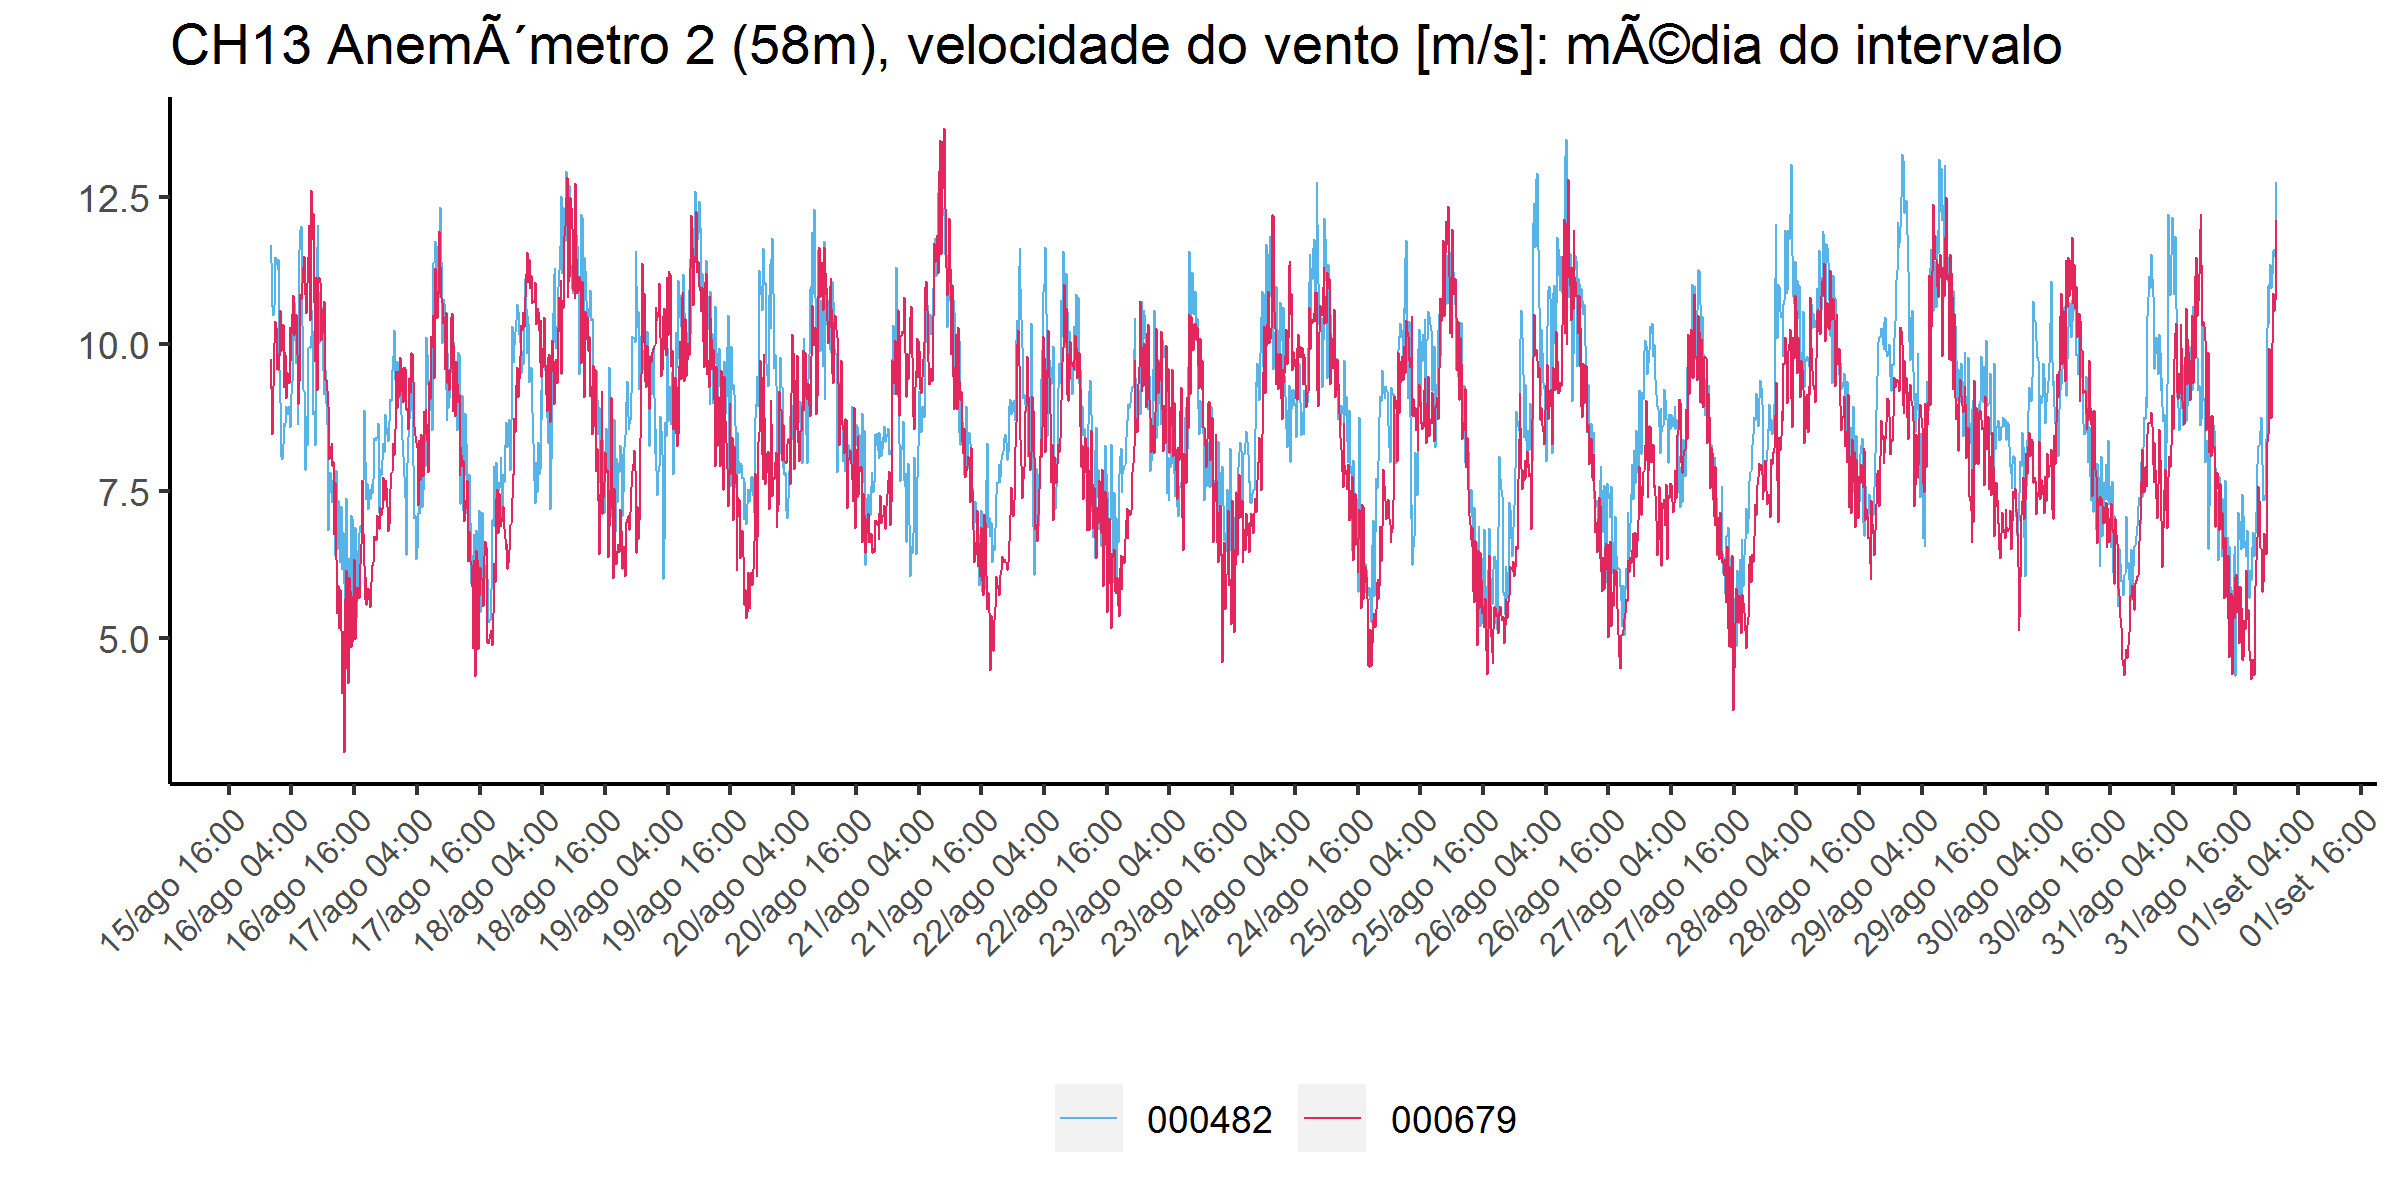 CH13 AnemÃ´metro 2 (58m), velocidade do vento [m/s]: mÃ©dia do intervalo
12.5
10.0
7.5
5.0
15/ago 16:00
16/ago 04:00
16/ago 16:00
17/ago 04:00
17/ago 16:00
18/ago 04:00
18/ago 16:00
19/ago 04:00
19/ago 16:00
20/ago 04:00
20/ago 16:00
21/ago 04:00
21/ago 16:00
22/ago 04:00
22/ago 16:00
23/ago 04:00
23/ago 16:00
24/ago 04:00
24/ago 16:00
25/ago 04:00
25/ago 16:00
26/ago 04:00
26/ago 16:00
27/ago 04:00
27/ago 16:00
28/ago 04:00
28/ago 16:00
29/ago 04:00
29/ago 16:00
30/ago 04:00
30/ago 16:00
31/ago 04:00
31/ago 16:00
01/set 04:00
01/set 16:00
000482
000679